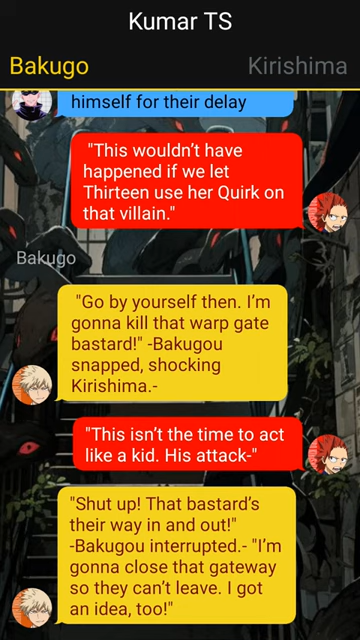 Kumar TS
Bakugo
Kirishima
himself for their delay
"This wouldn’t have
happened if we let
Thirteen use her Quirk on
that villain."
Bakugo
"Go by yourself then. I’m
gonna kill that warp gate
bastard!" -Bakugou
snapped, shocking
Kirishima.-
"This isn’t the time to act
like a kid. His attack-"
"Shut up! That bastard’s
their way in and out!"
-Bakugou interrupted.- "I’m
gonna close that gateway
so they can’t leave. I got
an idea, too!"